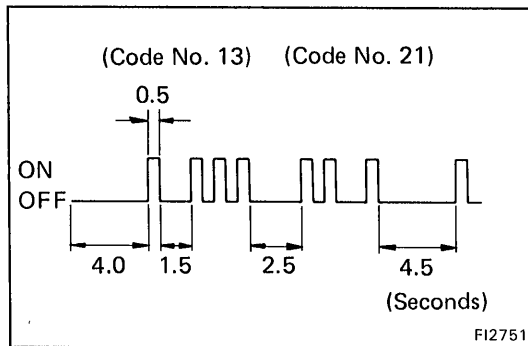 (Code No. 13) (Code No. 21)
0.5
ON
OFF
4.0 1.5 2.5 4.5
(Seconds)
FI2751